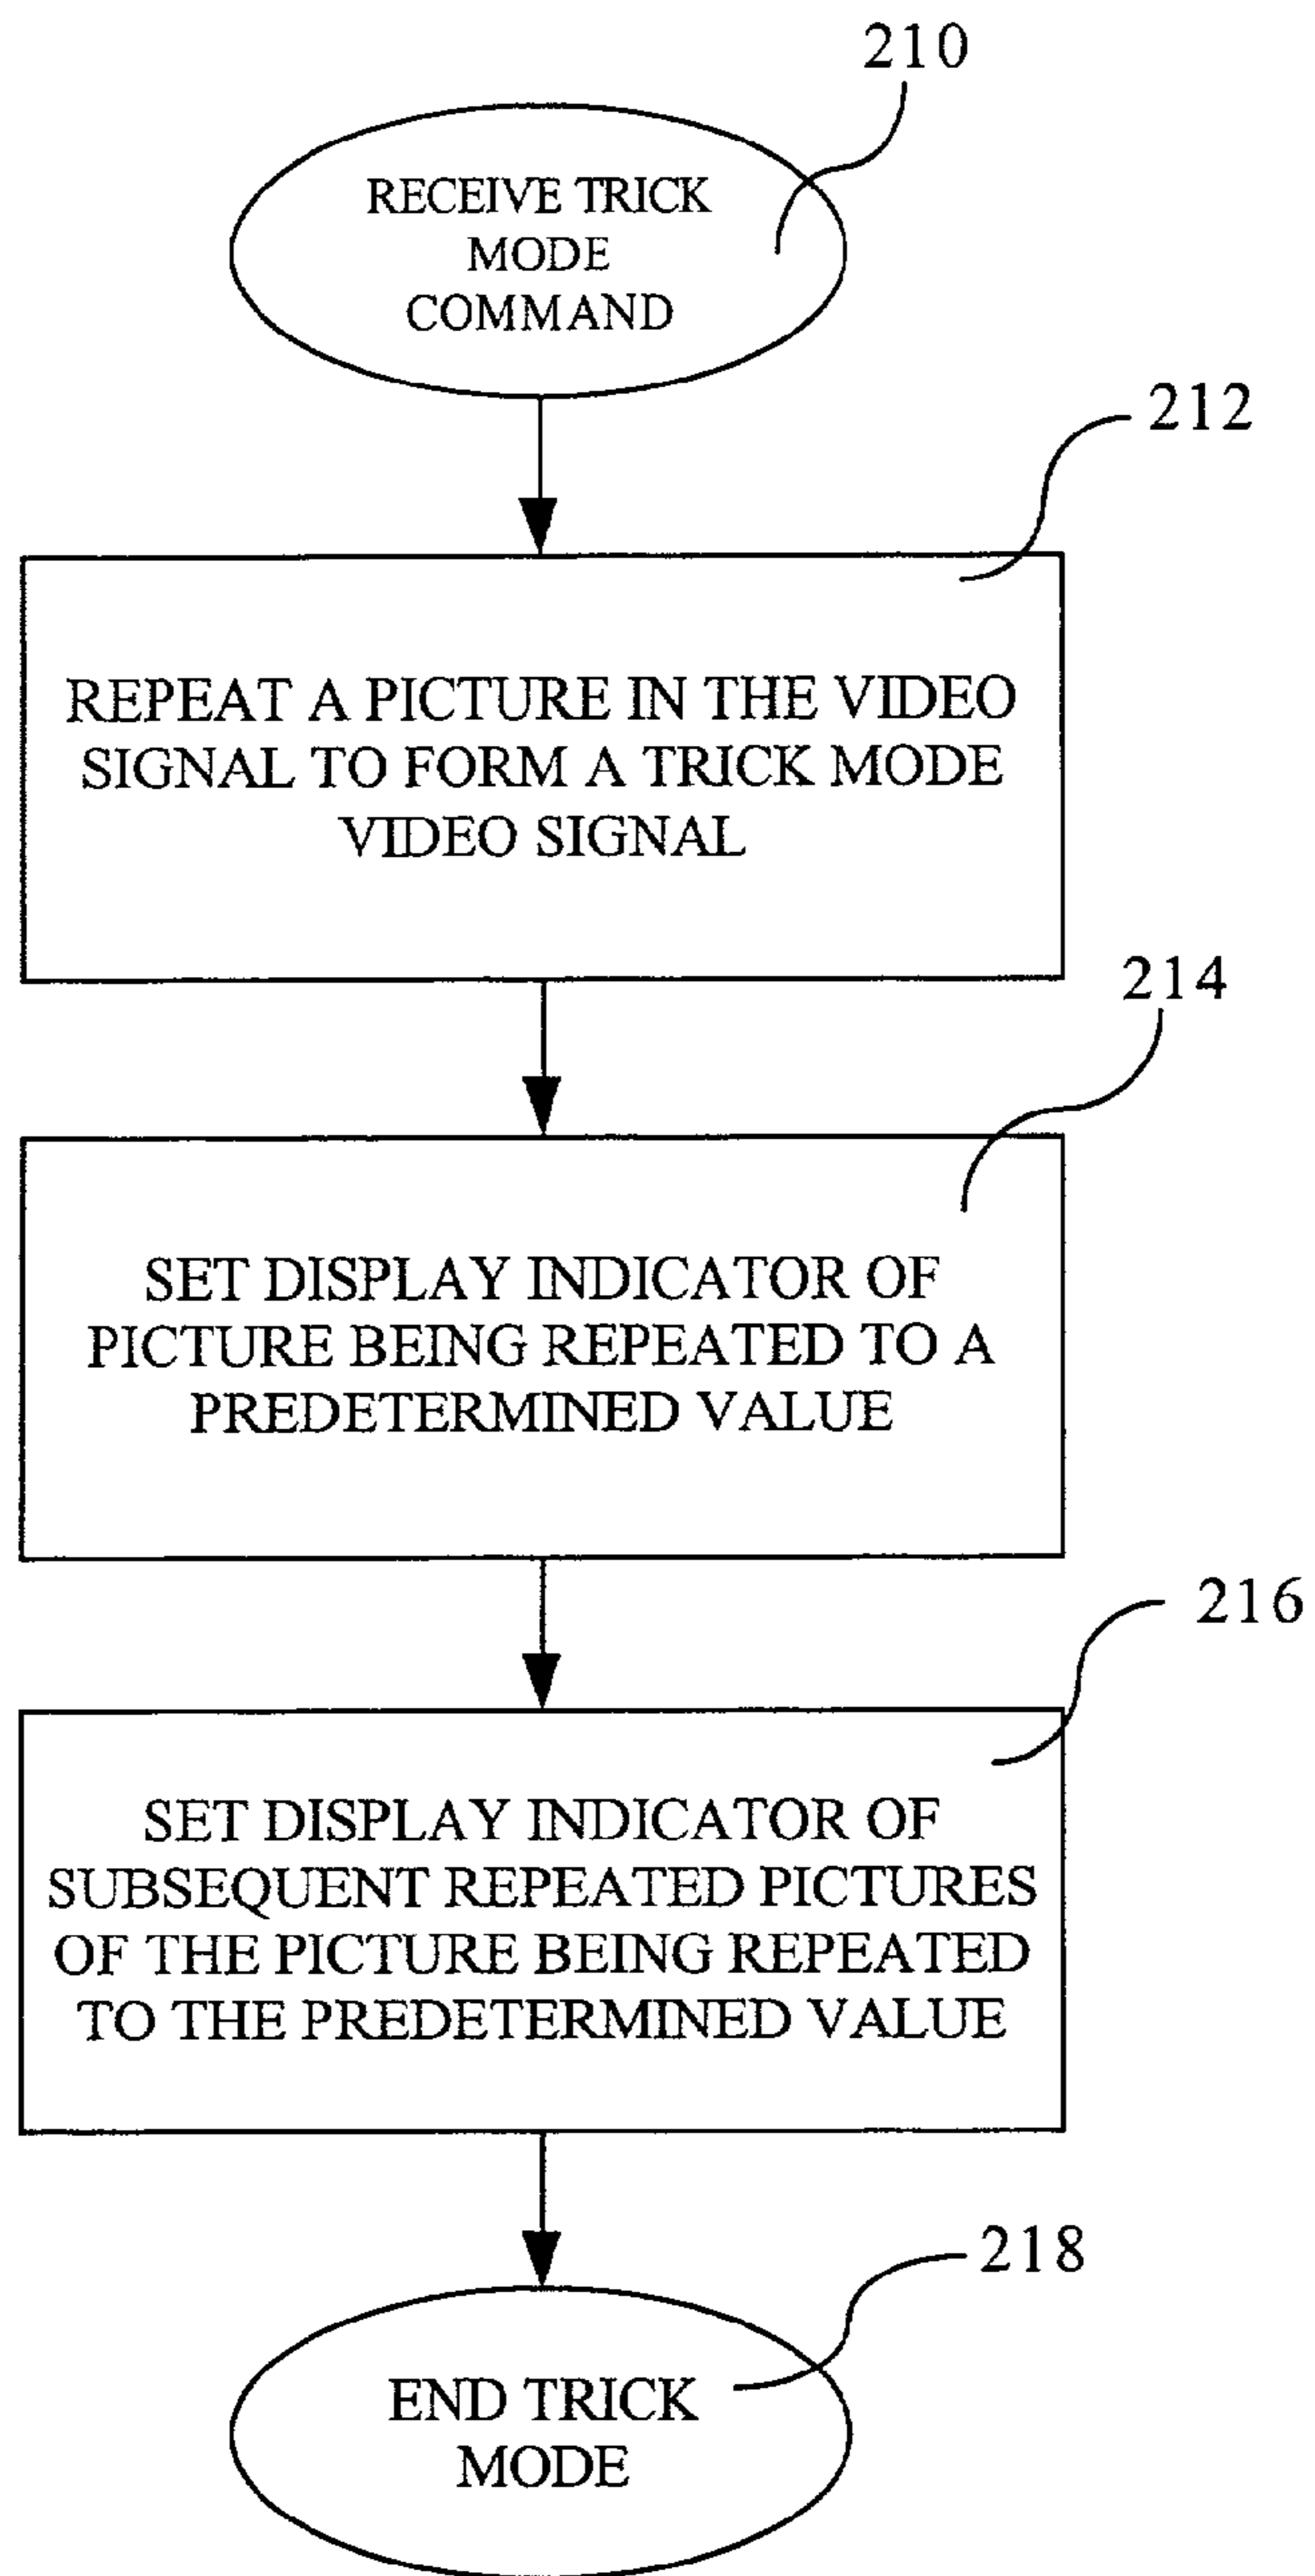 210
RECEIVE TRICK
MODE
COMMAND
212
REPEAT A PICTURE IN THE VIDEO
SIGNAL TO FORM A TRICK MODE
VIDEO SIGNAL
214
SET DISPLAY INDICATOR OF
PICTURE BEING REPEATED TO A
PREDETERMINED VALUE
216
SET DISPLAY INDICATOR OF
SUBSEQUENT REPEATED PICTURES
OF THE PICTURE BEING REPEATED
TO THE PREDETERMINED VALUE
218
END TRICK
MODE